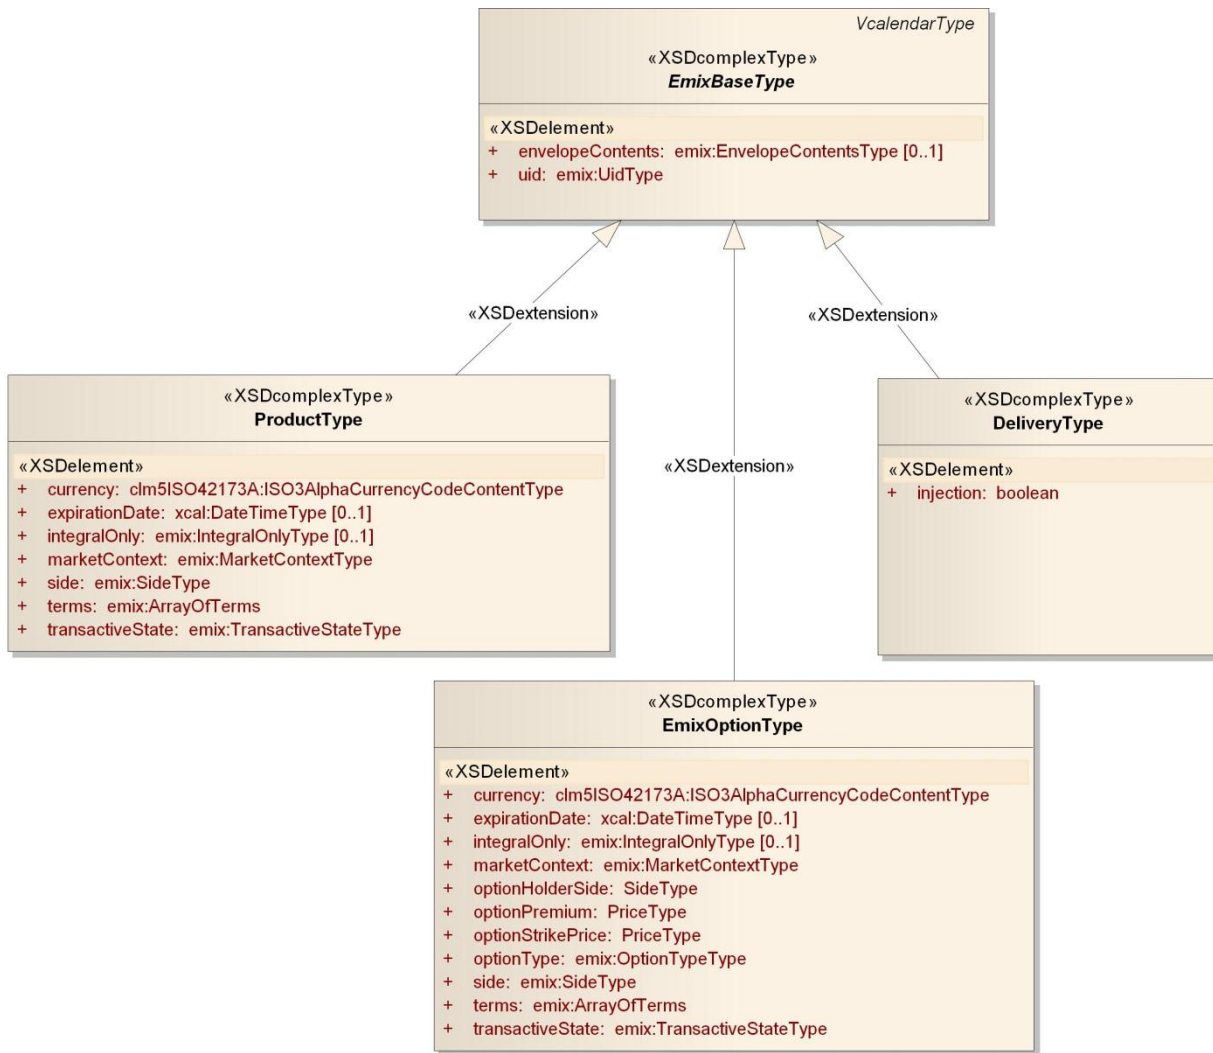 VcalendarType
«XSDcomplexType»
EmixBaseType
«XSDelement»
+ envelopeContents: emix:EnvelopeContentsType [0..1]
+ uid: emix:UidType
«XSDextension»
«XSDextension»
«XSDextension»
«XSDcomplexType»
ProductType
«XSDelement»
+ currency: clm5ISO42173A:ISO3AlphaCurrencyCodeContentType
+ expirationDate: xcal:DateTimeType [0..1]
+ integralOnly: emix:IntegralOnlyType [0..1]
+ marketContext: emix:MarketContextType
+ side: emix:SideType
+ terms: emix:ArrayOfTerms
+ transactiveState: emix:TransactiveStateType
«XSDcomplexType»
DeliveryType
«XSDelement»
+ injection: boolean
«XSDcomplexType»
EmixOptionType
«XSDelement»
+ currency: clm5ISO42173A:ISO3AlphaCurrencyCodeContentType
+ expirationDate: xcal:DateTimeType [0..1]
+ integralOnly: emix:IntegralOnlyType [0..1]
+ marketContext: emix:MarketContextType
+ optionHolderSide: SideType
+ optionPremium: PriceType
+ optionStrikePrice: PriceType
+ optionType: emix:OptionTypeType
+ side: emix:SideType
+ terms: emix:ArrayOfTerms
+ transactiveState: emix:TransactiveStateType